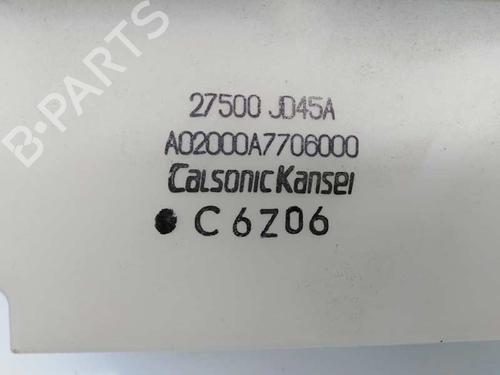 27500 JD45A
A02000A7706000
CalsonicKansei
● C6Z06
B-PARTS